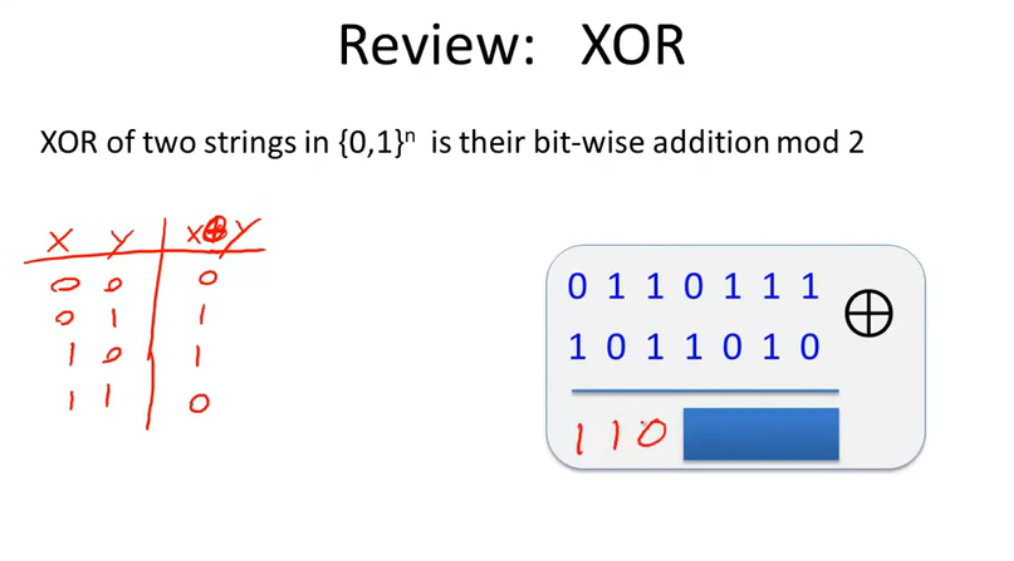 Review: XOR
XOR of two strings in {0,1}ⁿ is their bit-wise addition mod 2
X Y X⊕Y
0 0 0
0 1 1
1 0 1
1 1 0
0 1 1 0 1 1 1
1 0 1 1 0 1 0
⊕
1 1 0